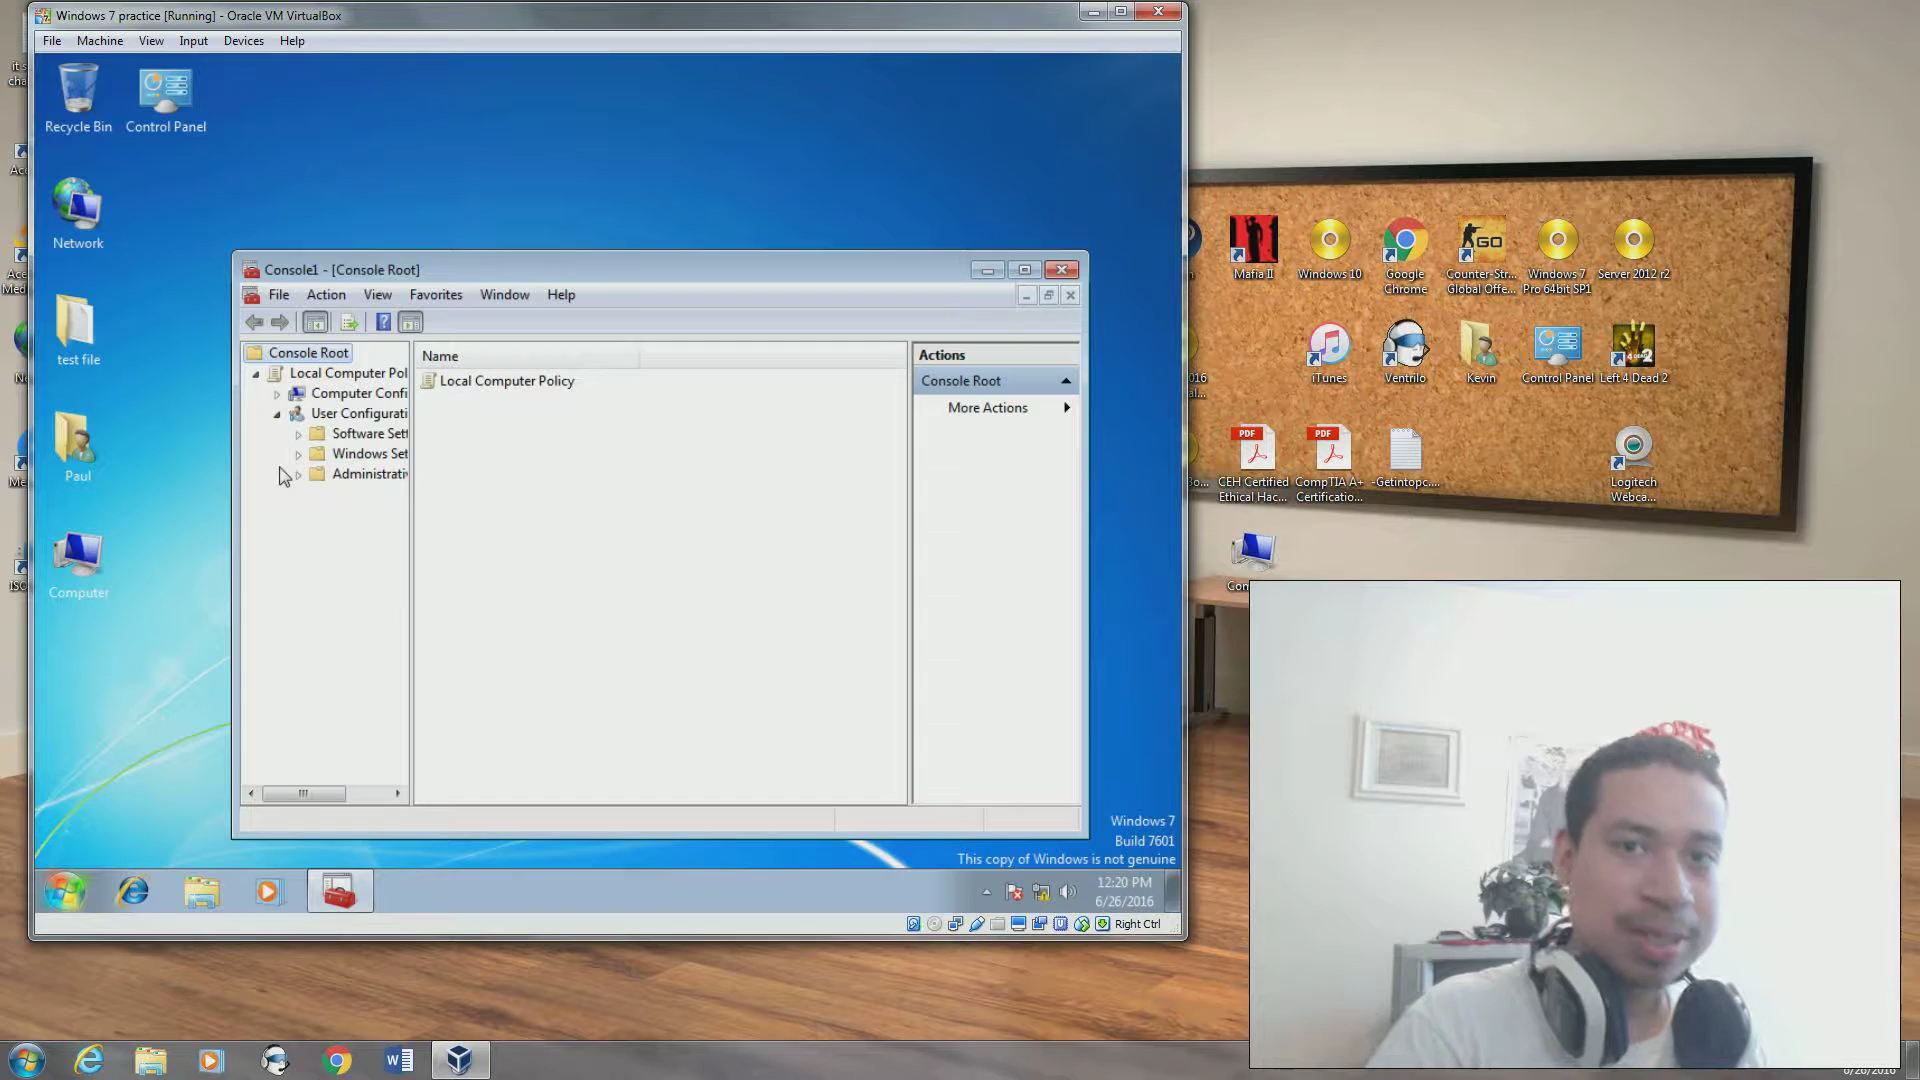 Windows 7 practice [Running] - Oracle VM VirtualBox
File Machine View Input Devices Help
Recycle Bin
Control Panel
Network
test file
Paul
Computer
Console1 - [Console Root]
File Action View Favorites Window Help
Console Root
Local Computer Pol
Computer Confi
User Configurati
Software Sett
Windows Set
Administrativ
Name
Local Computer Policy
Actions
Console Root
More Actions
Windows 7
Build 7601
This copy of Windows is not genuine
12:20 PM
6/26/2016
Right Ctrl
Mafia II
Windows 10
Google
Chrome
Counter-Str...
Global Offe...
Windows 7
Pro 64bit SP1
Server 2012 r2
iTunes
Ventrilo
Kevin
Control Panel
Left 4 Dead 2
CEH Certified
Ethical Hac...
CompTIA A+
Certificatio...
-Getintopc....
Logitech
Webca...